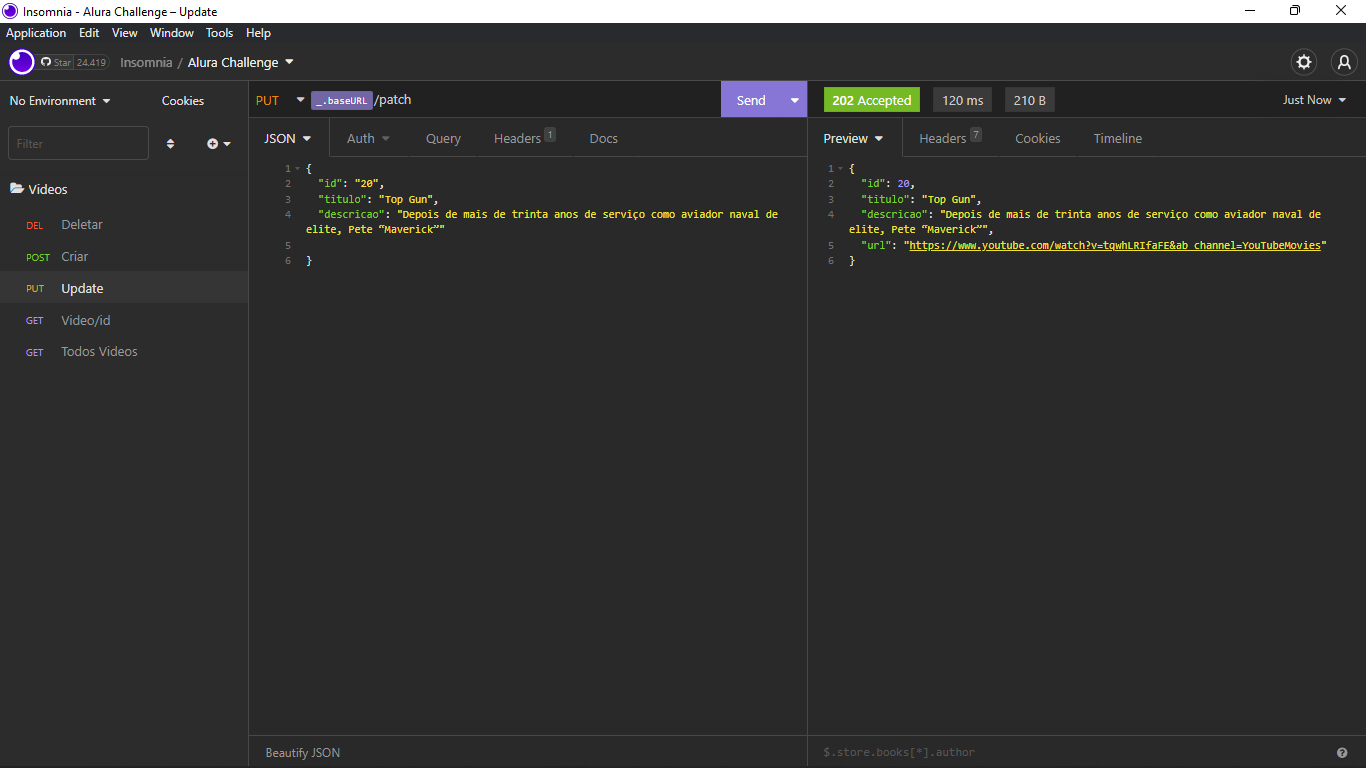 Insomnia - Alura Challenge – Update
Application Edit View Window Tools Help
Star 24.419 Insomnia / Alura Challenge
No Environment Cookies
PUT _.baseURL /patch Send
202 Accepted 120 ms 210 B Just Now
Filter
JSON Auth Query Headers 1 Docs
Preview Headers 7 Cookies Timeline
Videos
DEL Deletar
POST Criar
PUT Update
GET Video/id
GET Todos Videos
1 {
2 "id": "20",
3 "titulo": "Top Gun",
4 "descricao": "Depois de mais de trinta anos de serviço como aviador naval de
elite, Pete “Maverick”"
5
6 }
1 {
2 "id": 20,
3 "titulo": "Top Gun",
4 "descricao": "Depois de mais de trinta anos de serviço como aviador naval de
elite, Pete “Maverick”",
5 "url": "https://www.youtube.com/watch?v=tqwhLRIfaFE&ab_channel=YouTubeMovies"
6 }
Beautify JSON
$.store.books[*].author